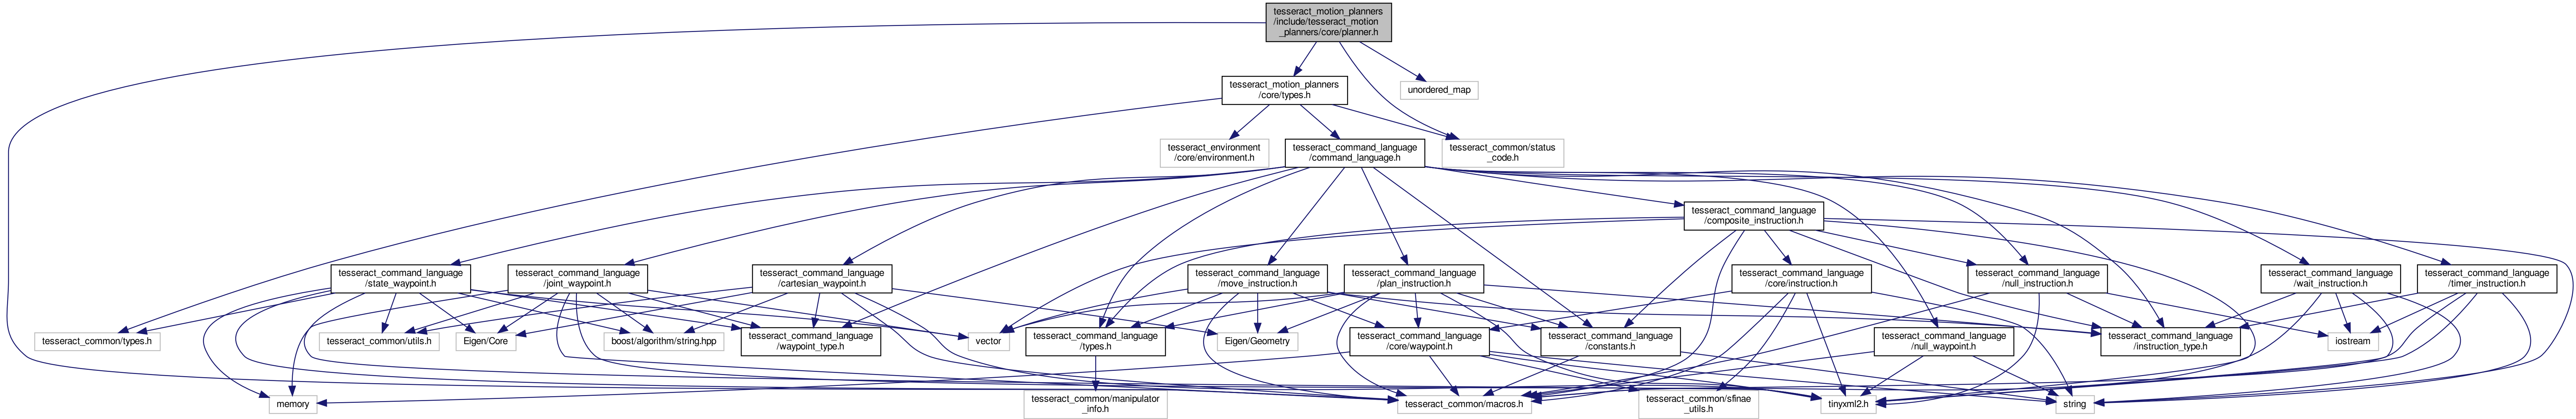 tesseract_motion_planners
/include/tesseract_motion
_planners/core/planner.h
tesseract_motion_planners
/core/types.h
unordered_map
tesseract_environment
/core/environment.h
tesseract_command_language
/command_language.h
tesseract_common/status
_code.h
tesseract_command_language
/composite_instruction.h
tesseract_command_language
/state_waypoint.h
tesseract_command_language
/joint_waypoint.h
tesseract_command_language
/cartesian_waypoint.h
tesseract_command_language
/move_instruction.h
tesseract_command_language
/plan_instruction.h
tesseract_command_language
/core/instruction.h
tesseract_command_language
/null_instruction.h
tesseract_command_language
/wait_instruction.h
tesseract_command_language
/timer_instruction.h
tesseract_common/types.h
tesseract_common/utils.h
Eigen/Core
boost/algorithm/string.hpp
tesseract_command_language
/waypoint_type.h
vector
tesseract_command_language
/types.h
Eigen/Geometry
tesseract_command_language
/core/waypoint.h
tesseract_command_language
/constants.h
tesseract_command_language
/null_waypoint.h
tesseract_command_language
/instruction_type.h
iostream
memory
tesseract_common/manipulator
_info.h
tesseract_common/macros.h
tesseract_common/sfinae
_utils.h
tinyxml2.h
string